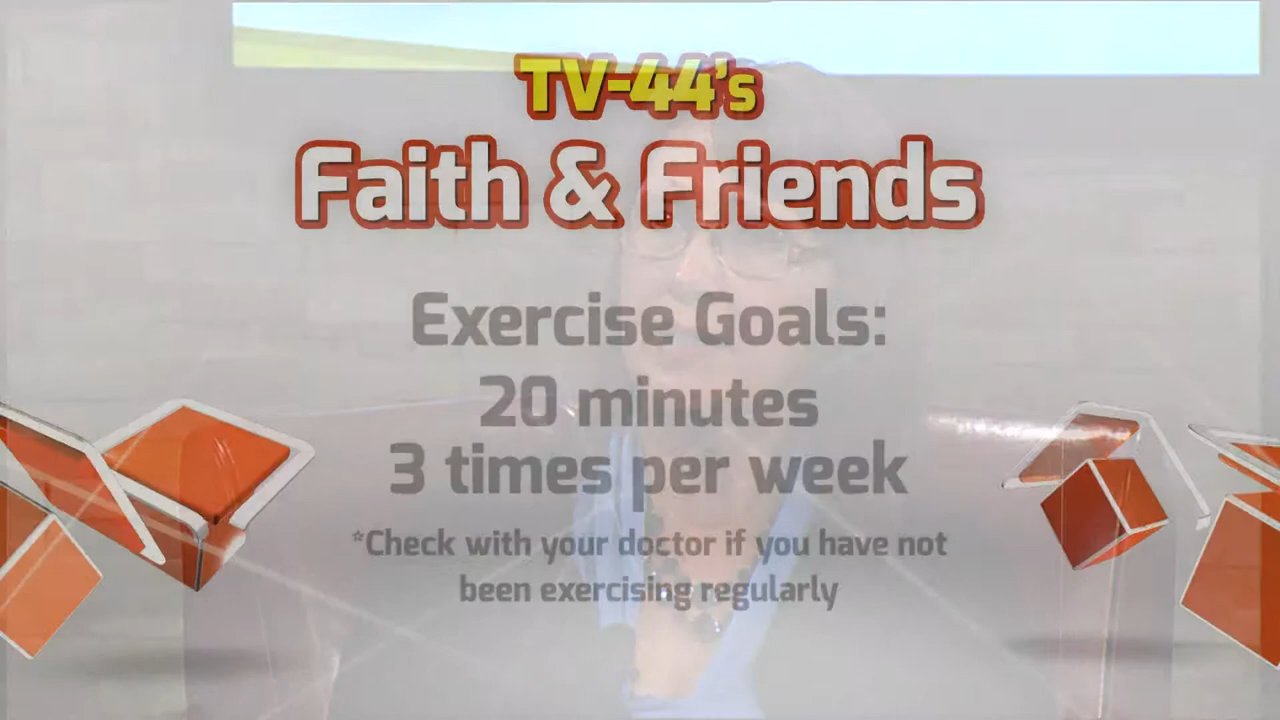 TV-44's
Faith & Friends
Exercise Goals:
20 minutes
3 times per week
*Check with your doctor if you have not
been exercising regularly